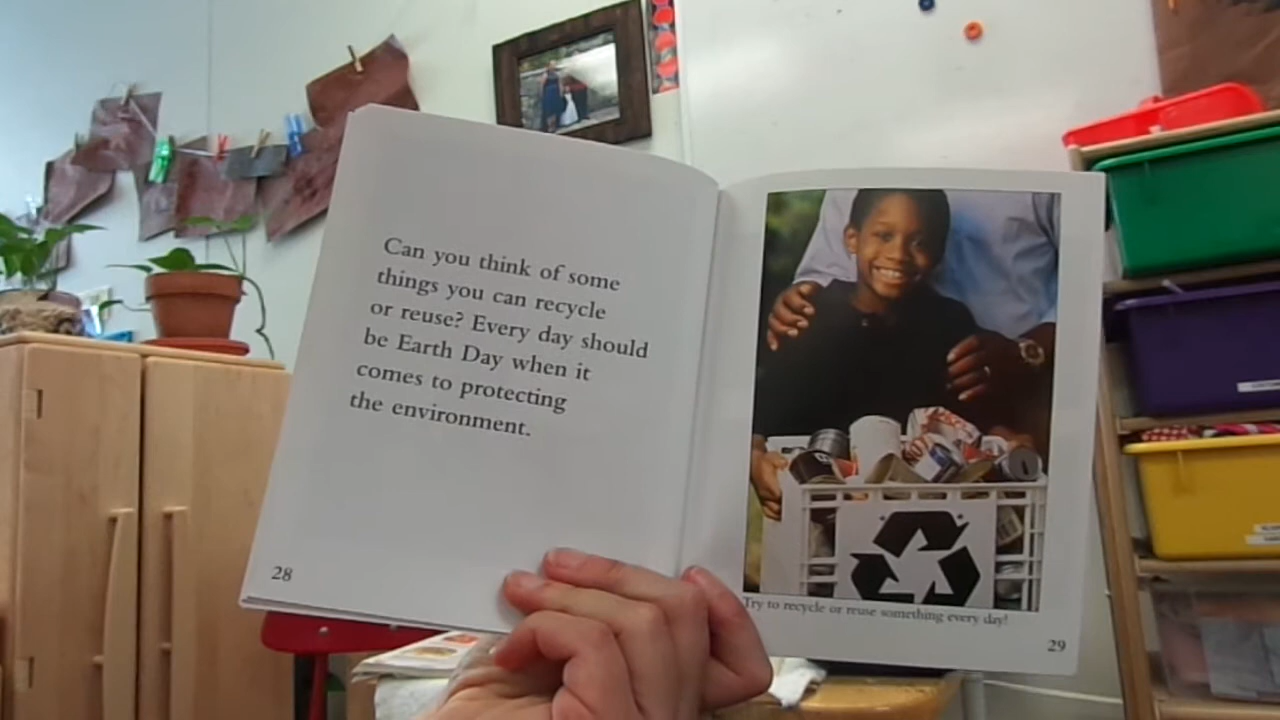 Can you think of some
things you can recycle
or reuse? Every day should
be Earth Day when it
comes to protecting
the environment.
28
Try to recycle or reuse something every day!
29